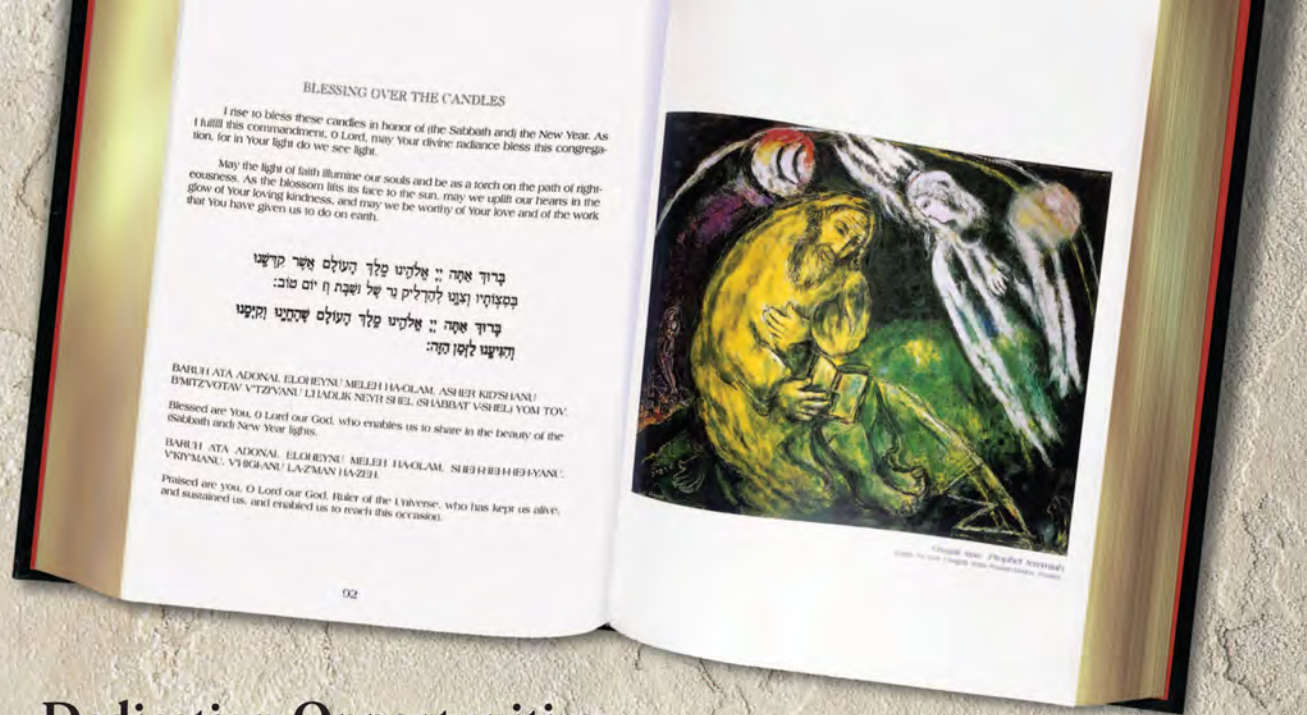 BLESSING OVER THE CANDLES
I rise to bless these candles in honor of (the Sabbath and) the New Year. As
I fulfill this commandment, O Lord, may Your divine radiance bless this congrega-
tion, for in Your light do we see light.
May the light of faith illumine our souls and be as a torch on the path of right-
eousness. As the blossom lifts its face to the sun, may we uplift our hearts in the
glow of Your loving kindness, and may we be worthy of Your love and of the work
that You have given us to do on earth.
בָּרוּךְ אַתָּה יְיָ אֱלֹהֵינוּ מֶלֶךְ הָעוֹלָם אֲשֶׁר קִדְּשָׁנוּ
בְּמִצְוֹתָיו וְצִוָּנוּ לְהַדְלִיק נֵר שֶׁל
יוֹם טוֹב:
בָּרוּךְ אַתָּה יְיָ אֱלֹהֵינוּ מֶלֶךְ הָעוֹלָם שֶׁהֶחֱיָנוּ וְקִיְּמָנוּ
וְהִגִּיעָנוּ לַזְּמַן הַזֶּה:
BARUH ATA ADONAI, ELOHEYNU MELEH HA-OLAM, ASHER KID'SHANU
B'MITZVOTAV V'TZIVANU L'HADLIK NEYR SHEL (SHABBAT V-SHEL) YOM TOV.
Blessed are You, O Lord our God, who enables us to share in the beauty of the
(Sabbath and) New Year lights.
BARUH ATA ADONAI, ELOHEYNU MELEH HA-OLAM, SHEH-HEH-HEH-YANU,
V'KIY'MANU, V'HIGI-ANU LA-Z'MAN HA-ZEH.
Praised are you, O Lord our God, Ruler of the Universe, who has kept us alive,
and sustained us, and enabled us to reach this occasion.
92
Prophet Jeremiah
Dedication Opportunities